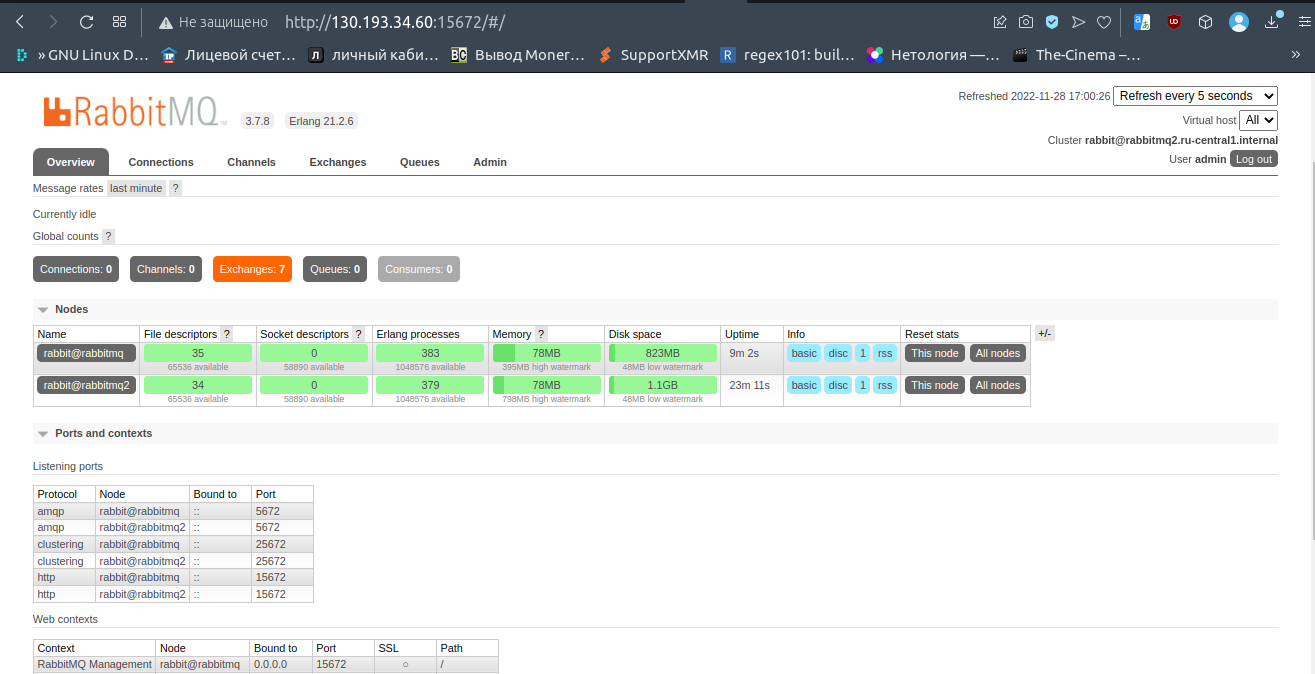 Не защищено http://130.193.34.60:15672/#/
» GNU Linux D... Лицевой счет... личный каби... Вывод Moner... SupportXMR regex101: buil... Нетология —... The-Cinema –... »
RabbitMQ TM 3.7.8 Erlang 21.2.6
Refreshed 2022-11-28 17:00:26 Refresh every 5 seconds
Virtual host All
Cluster rabbit@rabbitmq2.ru-central1.internal
User admin Log out
Overview Connections Channels Exchanges Queues Admin
Message rates last minute ?
Currently idle
Global counts ?
Connections: 0 Channels: 0 Exchanges: 7 Queues: 0 Consumers: 0
Nodes
Name File descriptors ? Socket descriptors ? Erlang processes Memory ? Disk space Uptime Info Reset stats +/-
rabbit@rabbitmq 35 0 383 78MB 823MB 9m 2s basic disc 1 rss This node All nodes
65536 available 58890 available 1048576 available 395MB high watermark 48MB low watermark
rabbit@rabbitmq2 34 0 379 78MB 1.1GB 23m 11s basic disc 1 rss This node All nodes
65536 available 58890 available 1048576 available 798MB high watermark 48MB low watermark
Ports and contexts
Listening ports
Protocol Node Bound to Port
amqp rabbit@rabbitmq :: 5672
amqp rabbit@rabbitmq2 :: 5672
clustering rabbit@rabbitmq :: 25672
clustering rabbit@rabbitmq2 :: 25672
http rabbit@rabbitmq :: 15672
http rabbit@rabbitmq2 :: 15672
Web contexts
Context Node Bound to Port SSL Path
RabbitMQ Management rabbit@rabbitmq 0.0.0.0 15672 ○ /